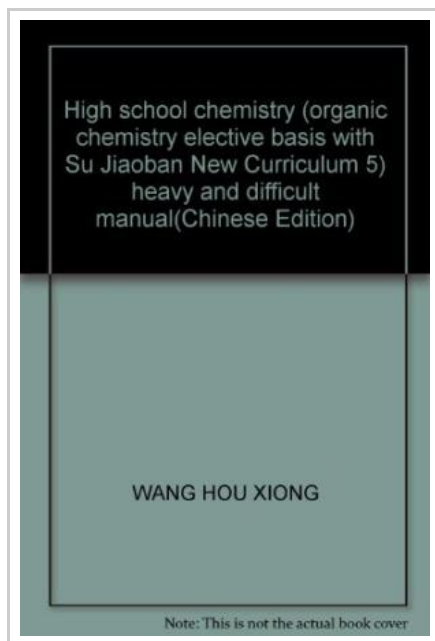 High school chemistry (organic
chemistry elective basis with
Su Jiaoban New Curriculum 5)
heavy and difficult
manual(Chinese Edition)
WANG HOU XIONG
Note: This is not the actual book cover